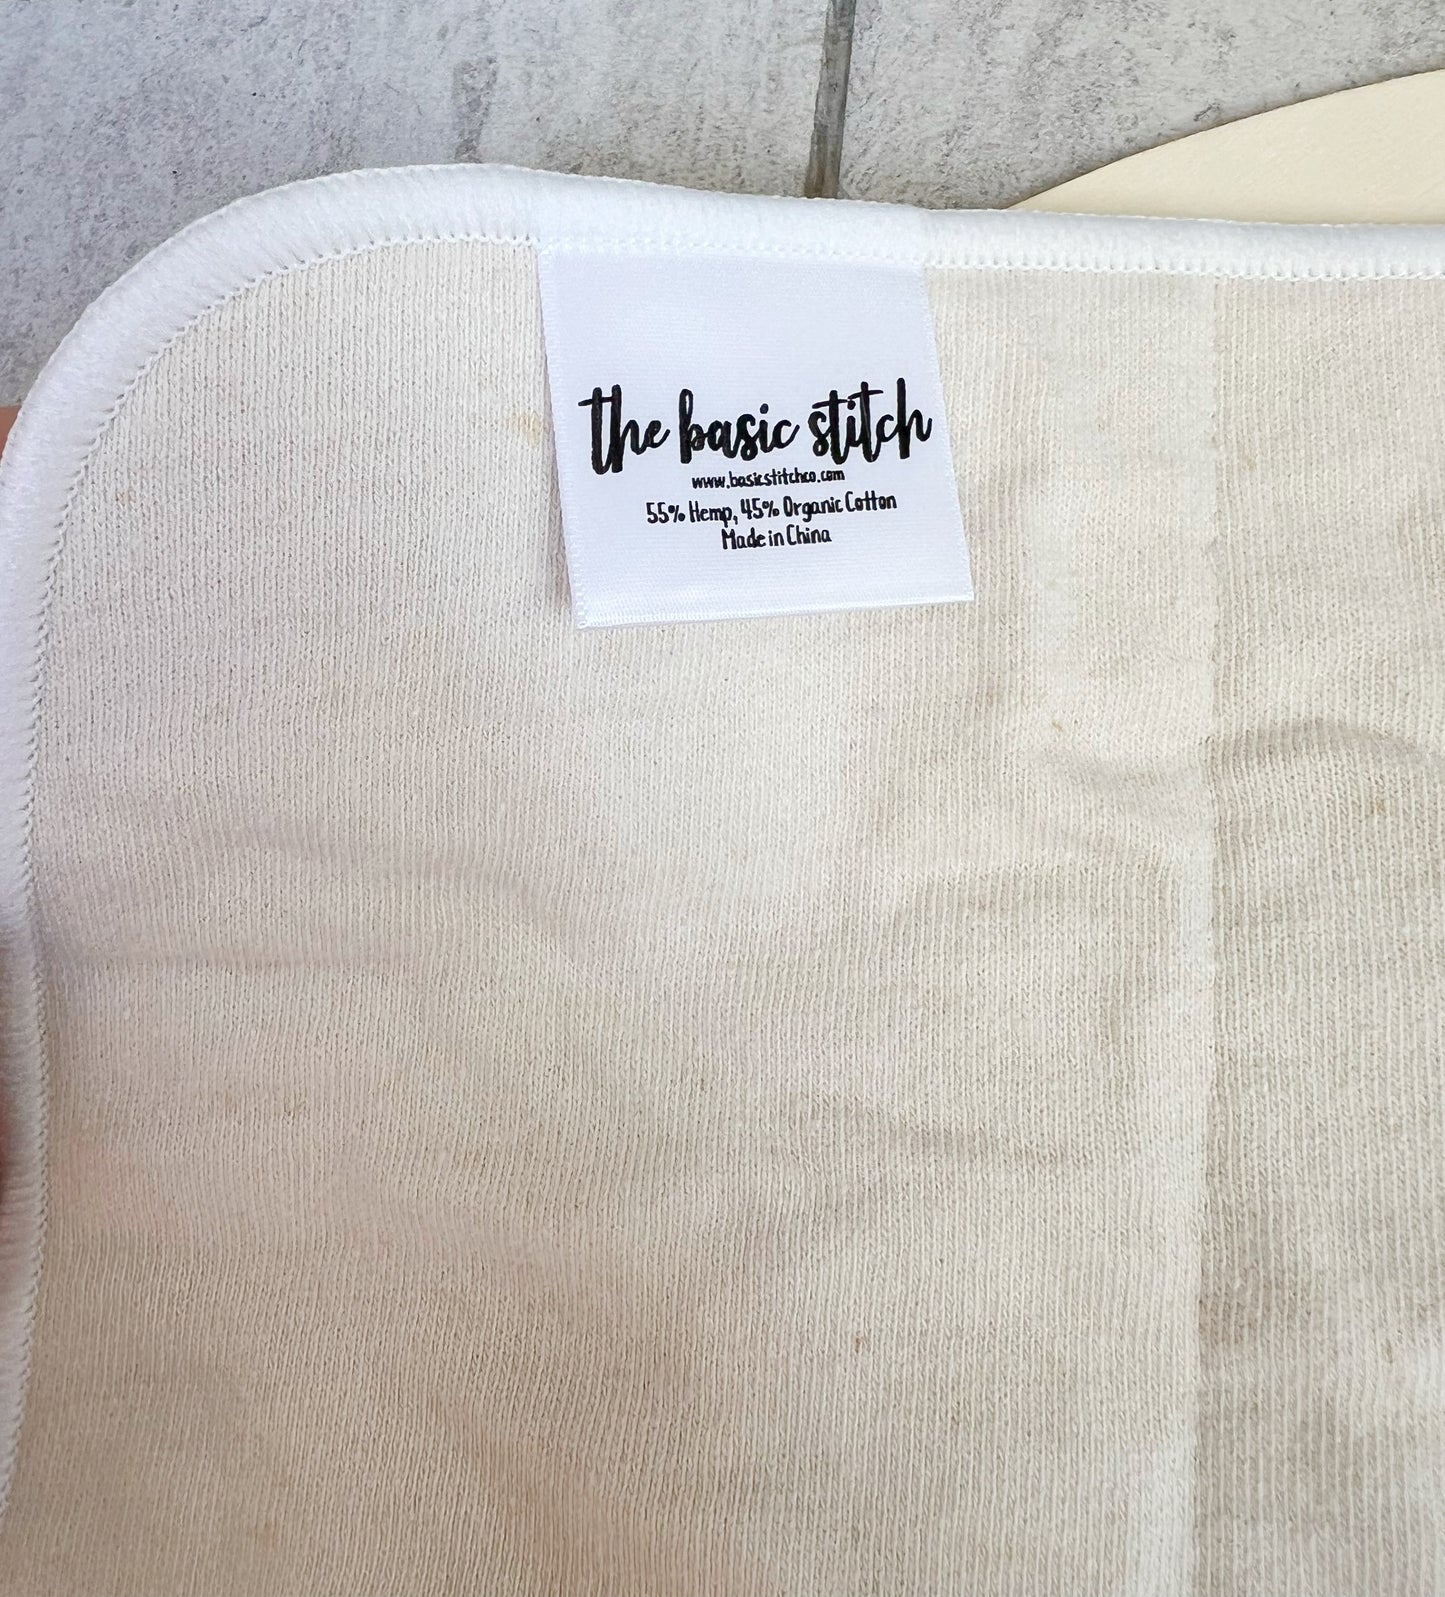 the basic stitch
www.basicstitchco.com
55% Hemp, 45% Organic Cotton
Made in China